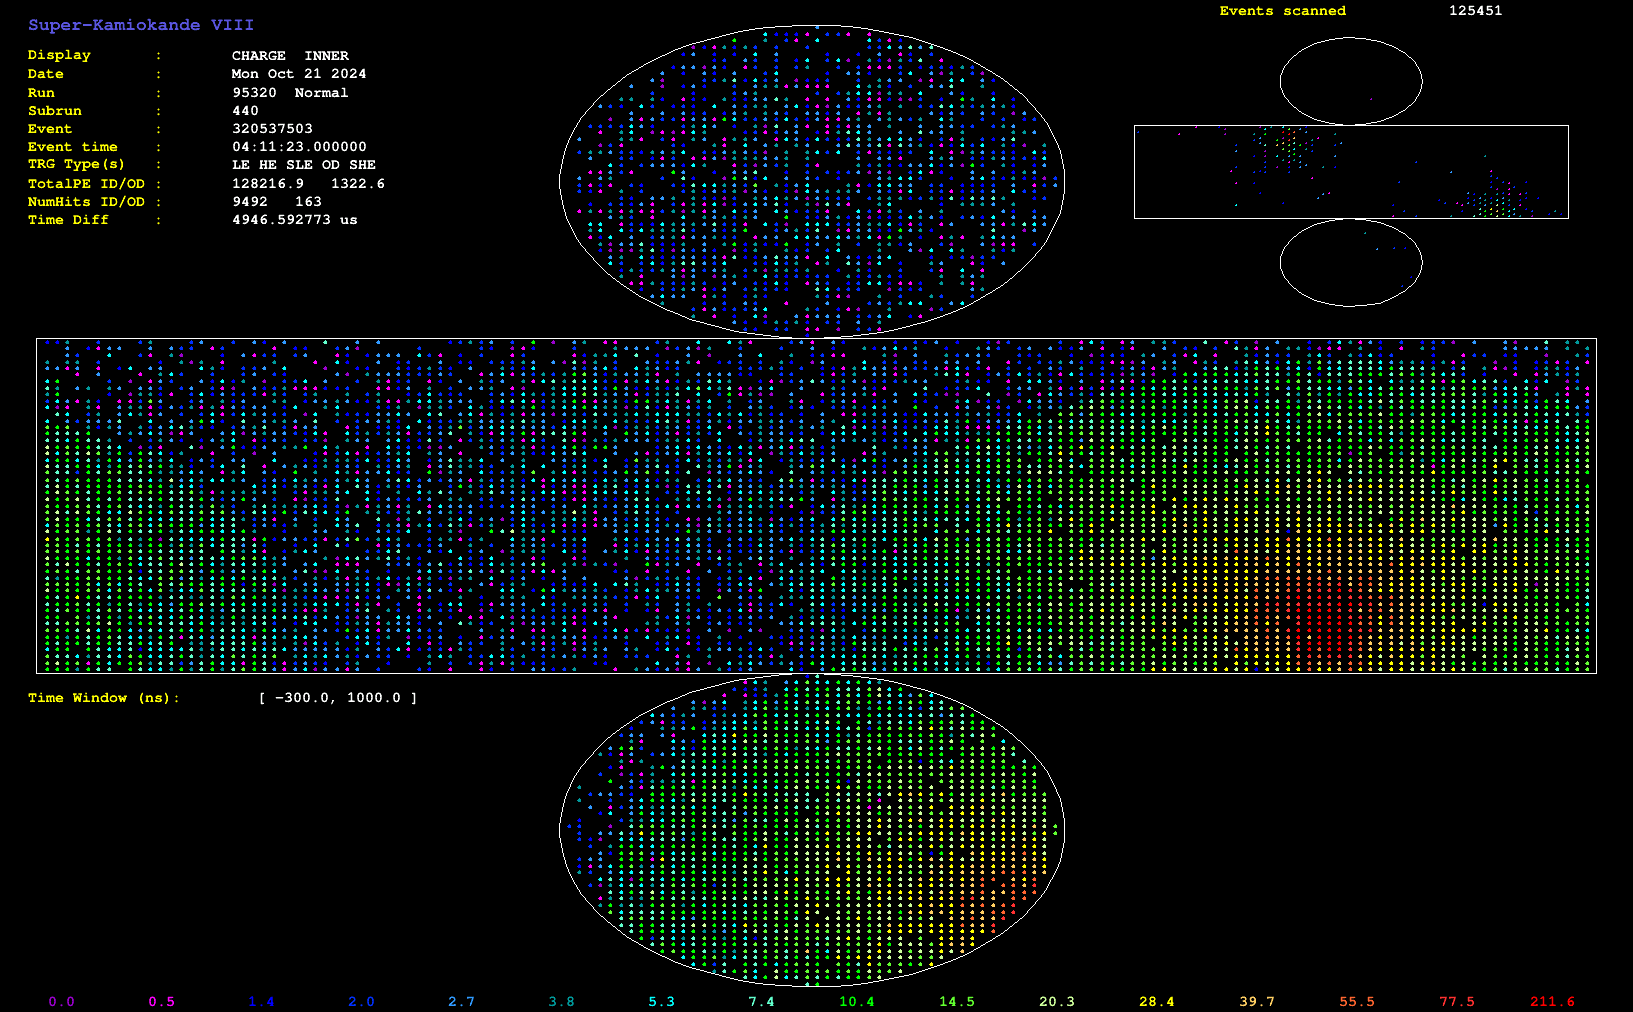 Super-Kamiokande VIII
Events scanned 125451
Display : CHARGE INNER
Date : Mon Oct 21 2024
Run : 95320 Normal
Subrun : 440
Event : 320537503
Event time : 04:11:23.000000
TRG Type(s) : LE HE SLE OD SHE
TotalPE ID/OD : 128216.9 1322.6
NumHits ID/OD : 9492 163
Time Diff : 4946.592773 us
Time Window (ns): [ −300.0, 1000.0 ]
0.0 0.5 1.4 2.0 2.7 3.8 5.3 7.4 10.4 14.5 20.3 28.4 39.7 55.5 77.5 211.6